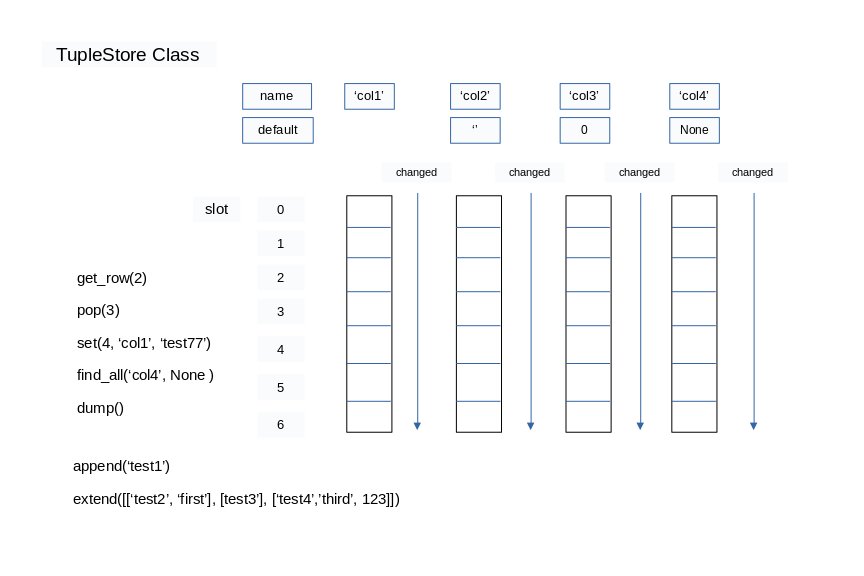 TupleStore Class
name ‘col1’ ‘col2’ ‘col3’ ‘col4’
default ‘’ 0 None
changed changed changed changed
slot 0
1
get_row(2) 2
pop(3) 3
set(4, ‘col1’, ‘test77’) 4
find_all(‘col4’, None ) 5
dump() 6
append(‘test1’)
extend([[‘test2’, ‘first’], [test3’], [‘test4’,’third’, 123]])